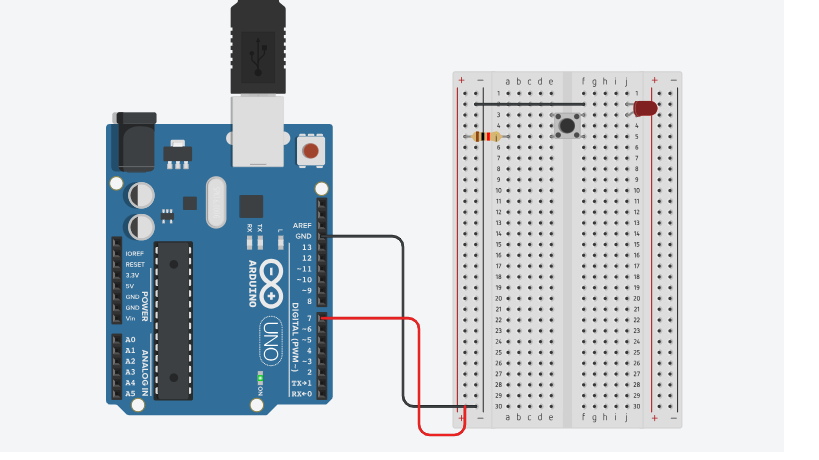 AREF
GND
13
12
~11
~10
~9
8
7
~6
~5
4
~3
2
TX→1
RX←0
DIGITAL (PWM~)
RX
TX
L
ARDUINO
UNO
ON
IOREF
RESET
3.3V
5V
GND
GND
Vin
POWER
A0
A1
A2
A3
A4
A5
ANALOG IN
+ − a b c d e f g h i j + −
1 1
2
3
4 4
5 5
6 6
7 7
8 8
9 9
10 10
11 11
12 12
13 13
14 14
15 15
16 16
17 17
18 18
19 19
20 20
21 21
22 22
23 23
24 24
25 25
26 26
27 27
28 28
29 29
30 30
+ − a b c d e f g h i j + −